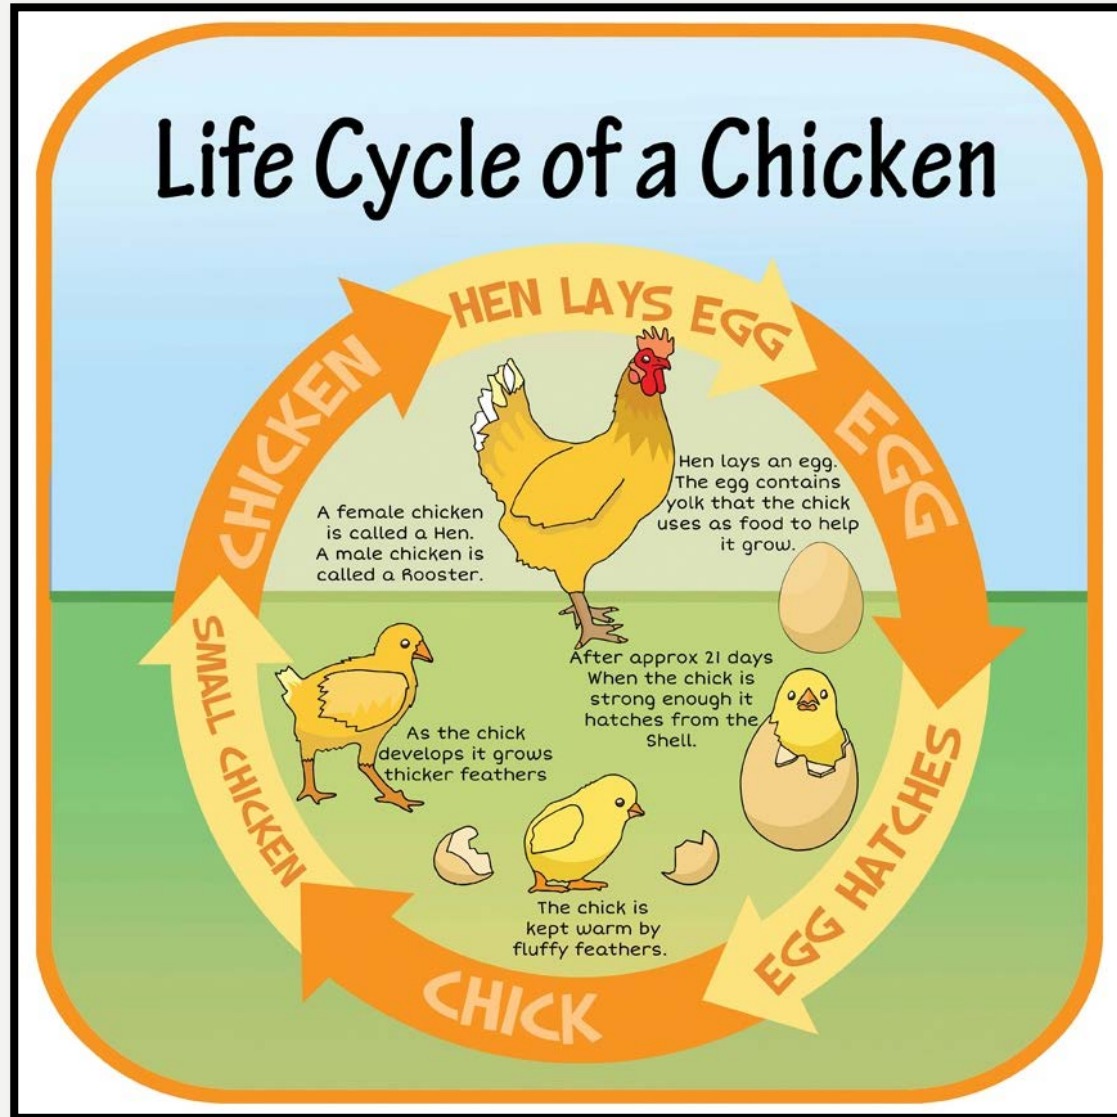 Life Cycle of a Chicken
HEN LAYS EGG
EGG
EGG HATCHES
CHICK
SMALL CHICKEN
CHICKEN
Hen lays an egg.
The egg contains
yolk that the chick
uses as food to help
it grow.
After approx 21 days
When the chick is
strong enough it
hatches from the
Shell.
The chick is
kept warm by
fluffy feathers.
As the chick
develops it grows
thicker feathers
A female chicken
is called a Hen.
A male chicken is
called a Rooster.